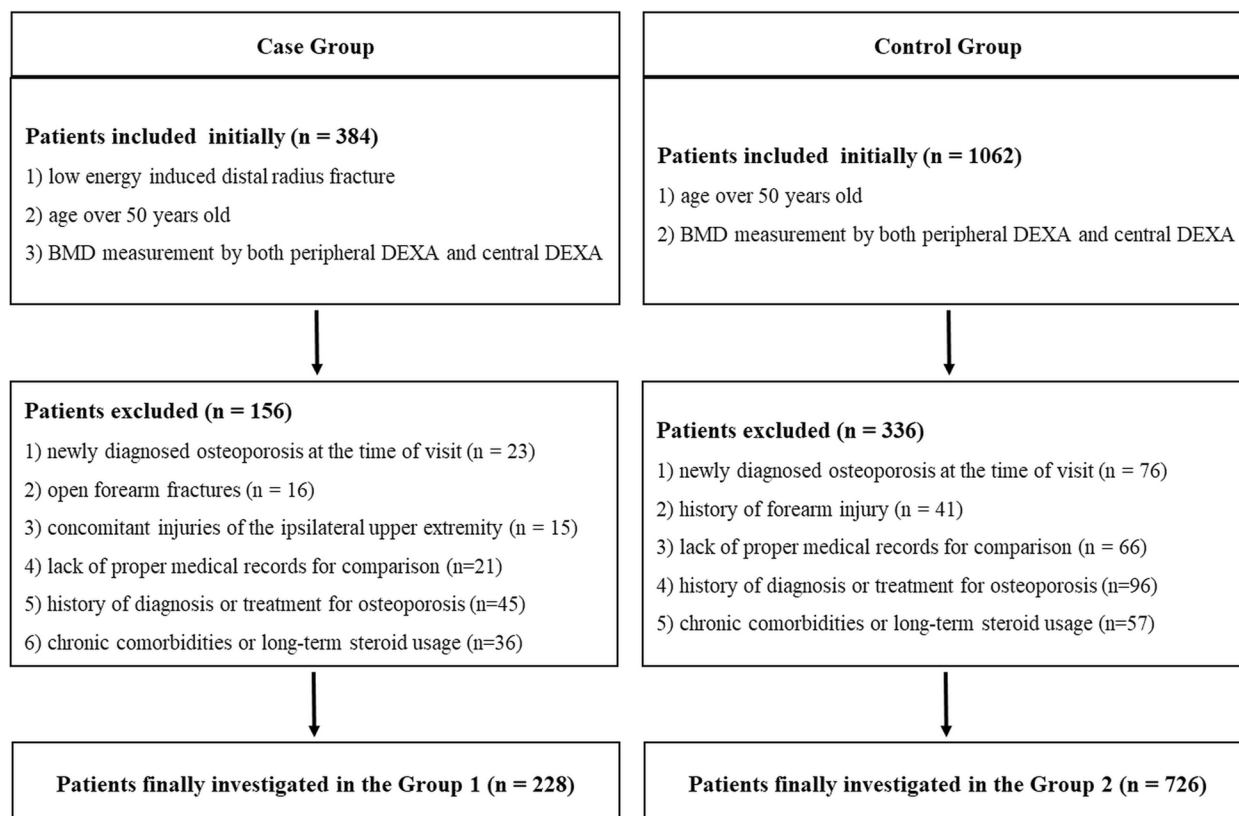 Case Group
Patients included initially (n = 384)
1) low energy induced distal radius fracture
2) age over 50 years old
3) BMD measurement by both peripheral DEXA and central DEXA
Patients excluded (n = 156)
1) newly diagnosed osteoporosis at the time of visit (n = 23)
2) open forearm fractures (n = 16)
3) concomitant injuries of the ipsilateral upper extremity (n = 15)
4) lack of proper medical records for comparison (n=21)
5) history of diagnosis or treatment for osteoporosis (n=45)
6) chronic comorbidities or long-term steroid usage (n=36)
Patients finally investigated in the Group 1 (n = 228)
Control Group
Patients included initially (n = 1062)
1) age over 50 years old
2) BMD measurement by both peripheral DEXA and central DEXA
Patients excluded (n = 336)
1) newly diagnosed osteoporosis at the time of visit (n = 76)
2) history of forearm injury (n = 41)
3) lack of proper medical records for comparison (n = 66)
4) history of diagnosis or treatment for osteoporosis (n=96)
5) chronic comorbidities or long-term steroid usage (n=57)
Patients finally investigated in the Group 2 (n = 726)